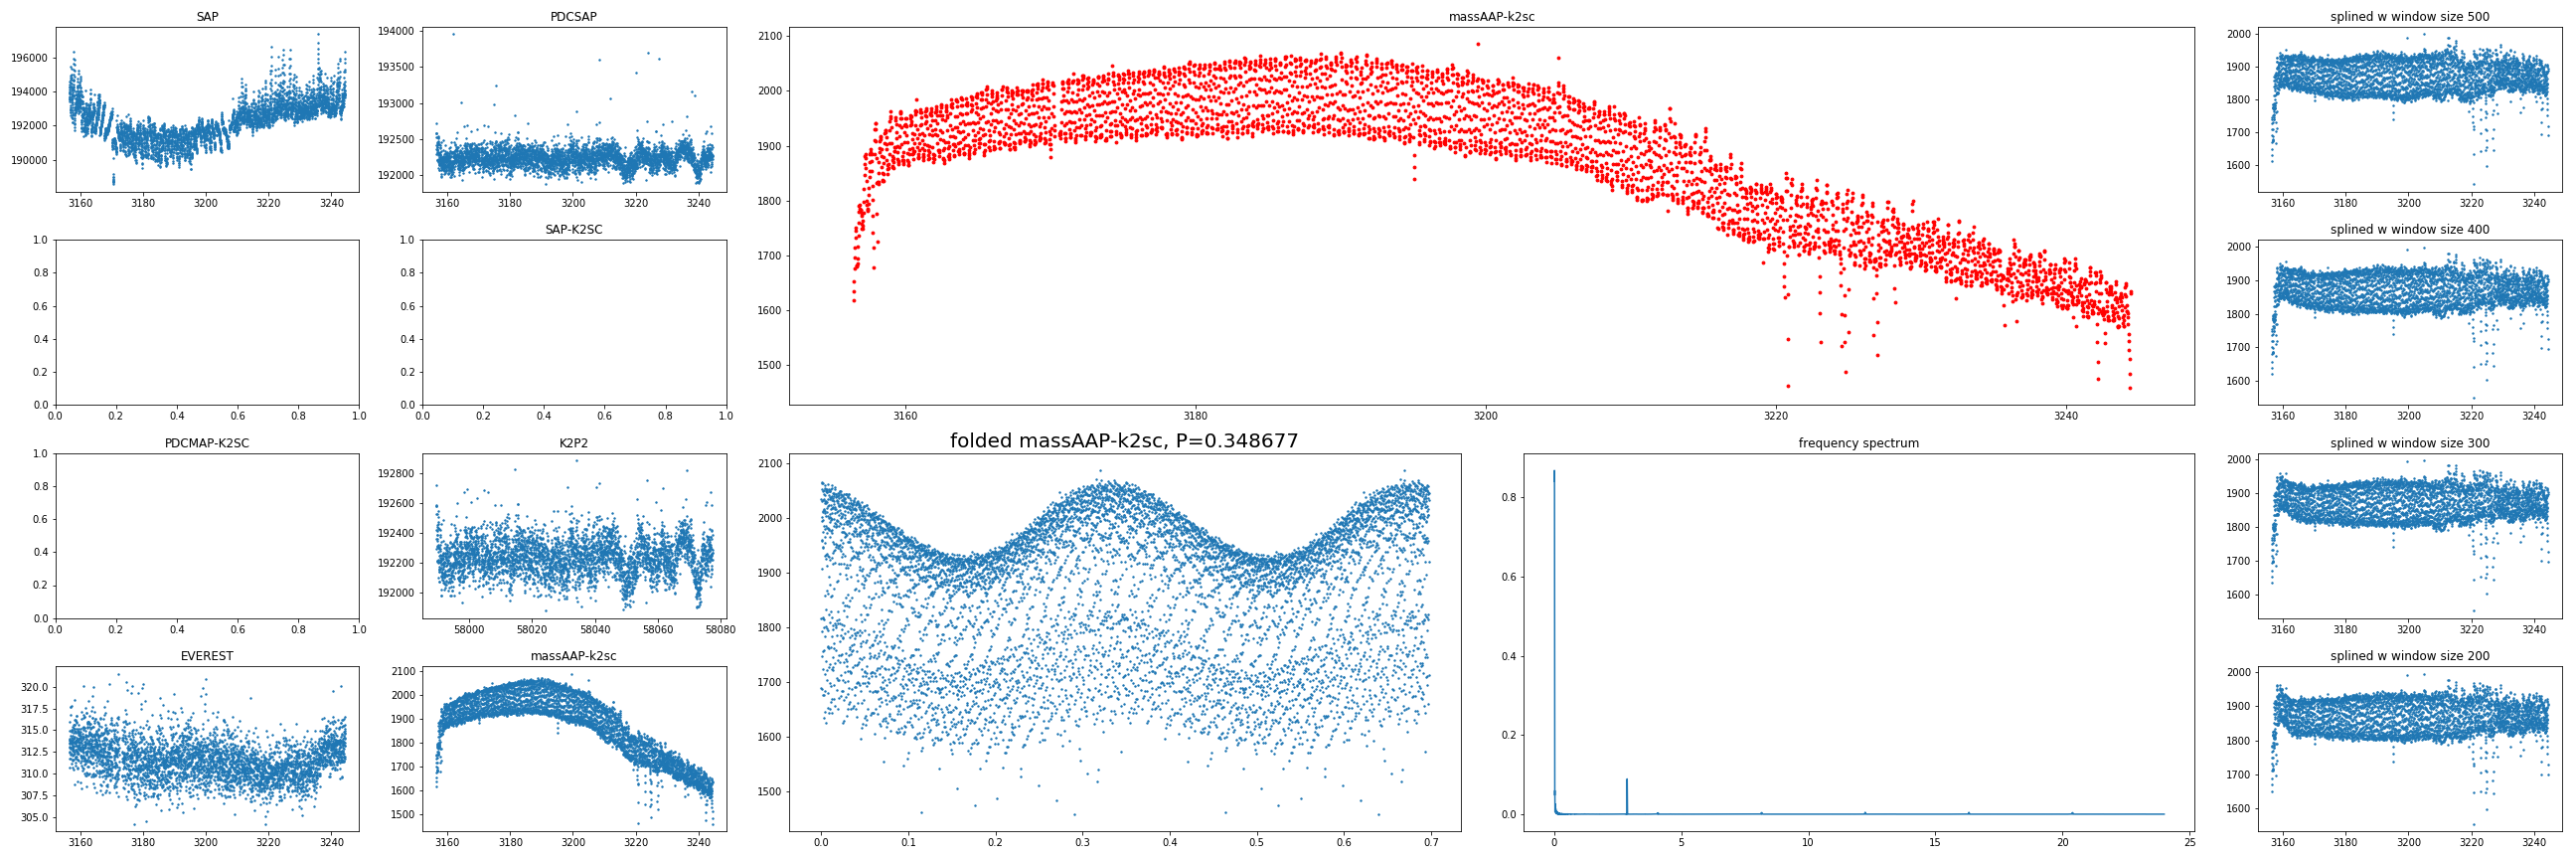 SAP
196000
194000
192000
190000
3160 3180 3200 3220 3240
PDCSAP
194000
193500
193000
192500
192000
3160 3180 3200 3220 3240
massAAP-k2sc
2100
2000
1900
1800
1700
1600
1500
3160 3180 3200 3220 3240
splined w window size 500
2000
1900
1800
1700
1600
3160 3180 3200 3220 3240
1.0
0.8
0.6
0.4
0.2
0.0
0.0 0.2 0.4 0.6 0.8 1.0
SAP-K2SC
1.0
0.8
0.6
0.4
0.2
0.0
0.0 0.2 0.4 0.6 0.8 1.0
splined w window size 400
2000
1900
1800
1700
1600
3160 3180 3200 3220 3240
PDCMAP-K2SC
1.0
0.8
0.6
0.4
0.2
0.0
0.0 0.2 0.4 0.6 0.8 1.0
K2P2
192800
192600
192400
192200
192000
58000 58020 58040 58060 58080
folded massAAP-k2sc, P=0.348677
2100
2000
1900
1800
1700
1600
1500
0.0 0.1 0.2 0.3 0.4 0.5 0.6 0.7
frequency spectrum
0.8
0.6
0.4
0.2
0.0
0 5 10 15 20 25
splined w window size 300
2000
1900
1800
1700
1600
3160 3180 3200 3220 3240
EVEREST
320.0
317.5
315.0
312.5
310.0
307.5
305.0
3160 3180 3200 3220 3240
massAAP-k2sc
2100
2000
1900
1800
1700
1600
1500
3160 3180 3200 3220 3240
splined w window size 200
2000
1900
1800
1700
1600
3160 3180 3200 3220 3240